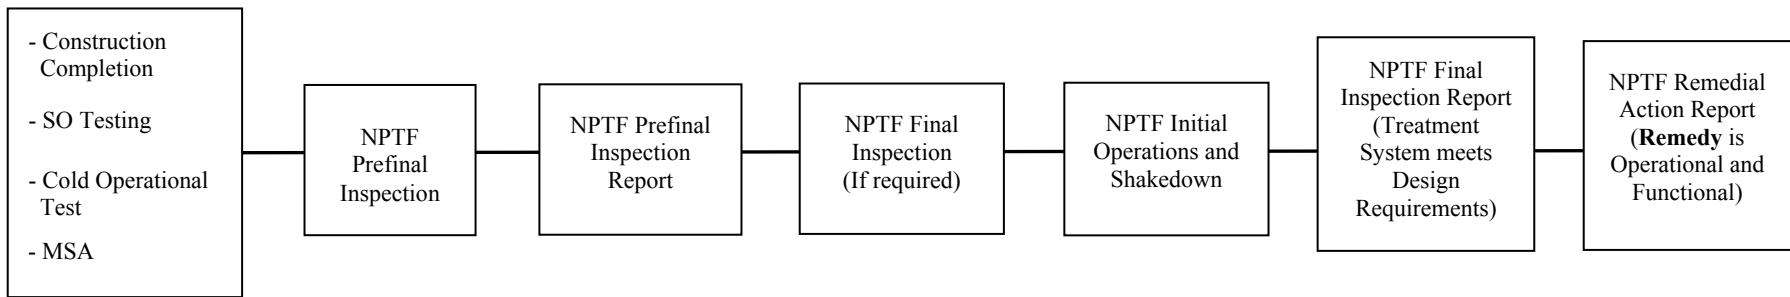 - Construction
Completion
- SO Testing
- Cold Operational
Test
- MSA
NPTF
Prefinal
Inspection
NPTF Prefinal
Inspection
Report
NPTF Final
Inspection
(If required)
NPTF Initial
Operations and
Shakedown
NPTF Final
Inspection Report
(Treatment
System meets
Design
Requirements)
NPTF Remedial
Action Report
(Remedy is
Operational and
Functional)